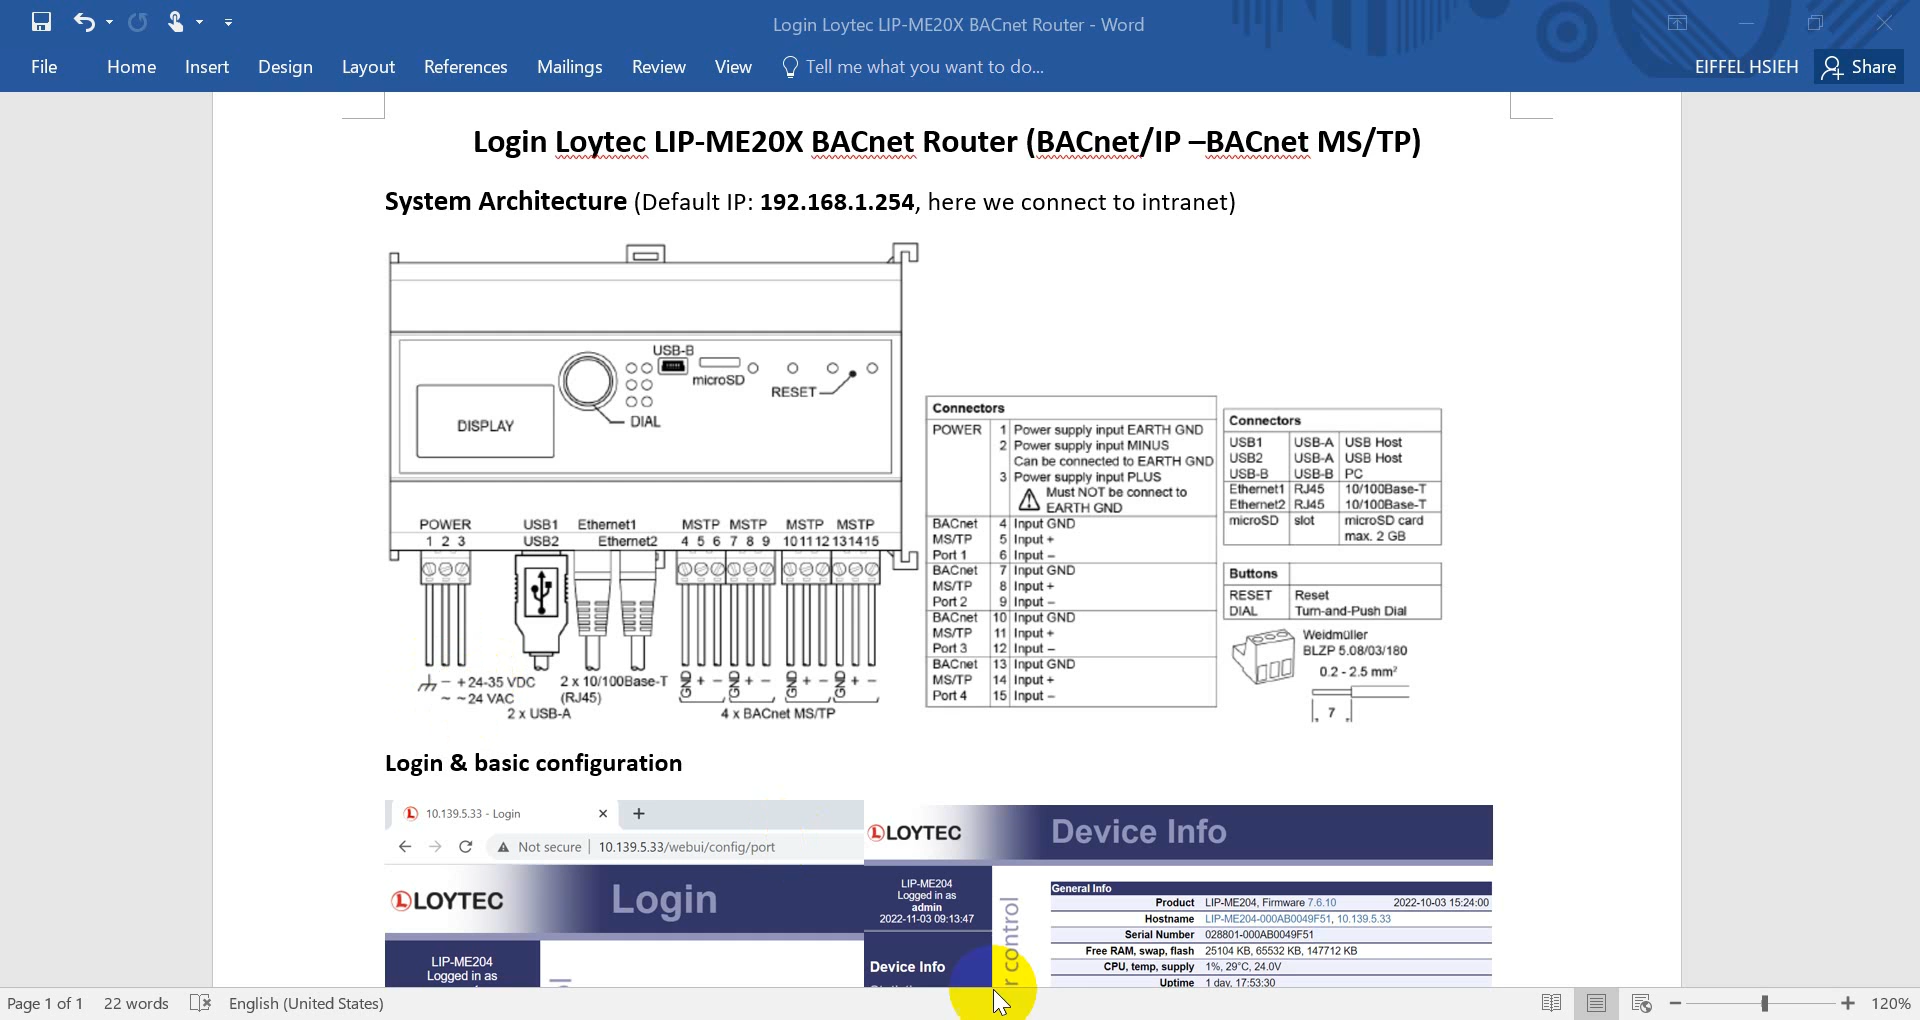 Login Loytec LIP-ME20X BACnet Router - Word
File Home Insert Design Layout References Mailings Review View Tell me what you want to do... EIFFEL HSIEH Share
Login Loytec LIP-ME20X BACnet Router (BACnet/IP –BACnet MS/TP)
System Architecture (Default IP: 192.168.1.254, here we connect to intranet)
USB-B
microSD
RESET
DISPLAY
DIAL
POWER USB1 Ethernet1 MSTP MSTP MSTP MSTP
1 2 3 USB2 Ethernet2 4 5 6 7 8 9 10 11 12 13 14 15
– + 24-35 VDC 2 x 10/100Base-T GND + – GND + – GND + – GND + –
~ ~ 24 VAC (RJ45)
2 x USB-A 4 x BACnet MS/TP
Connectors
POWER 1 Power supply input EARTH GND
2 Power supply input MINUS
Can be connected to EARTH GND
3 Power supply input PLUS
Must NOT be connect to
EARTH GND
BACnet 4 Input GND
MS/TP 5 Input +
Port 1 6 Input –
BACnet 7 Input GND
MS/TP 8 Input +
Port 2 9 Input –
BACnet 10 Input GND
MS/TP 11 Input +
Port 3 12 Input –
BACnet 13 Input GND
MS/TP 14 Input +
Port 4 15 Input –
Connectors
USB1 USB-A USB Host
USB2 USB-A USB Host
USB-B USB-B PC
Ethernet1 RJ45 10/100Base-T
Ethernet2 RJ45 10/100Base-T
microSD slot microSD card
max. 2 GB
Buttons
RESET Reset
DIAL Turn-and-Push Dial
Weidmüller
BLZP 5.08/03/180
0.2 - 2.5 mm²
7
Login & basic configuration
10.139.5.33 - Login
Not secure 10.139.5.33/webui/config/port
LOYTEC Login
LIP-ME204
Logged in as
LOYTEC Device Info
LIP-ME204
Logged in as
admin
2022-11-03 09:13:47
Device Info
r control
General Info
Product LIP-ME204, Firmware 7.6.10 2022-10-03 15:24:00
Hostname LIP-ME204-000AB0049F51, 10.139.5.33
Serial Number 028801-000AB0049F51
Free RAM, swap, flash 25104 KB, 65532 KB, 147712 KB
CPU, temp, supply 1%, 29°C, 24.0V
Uptime 1 day, 17:53:30
Page 1 of 1 22 words English (United States) 120%